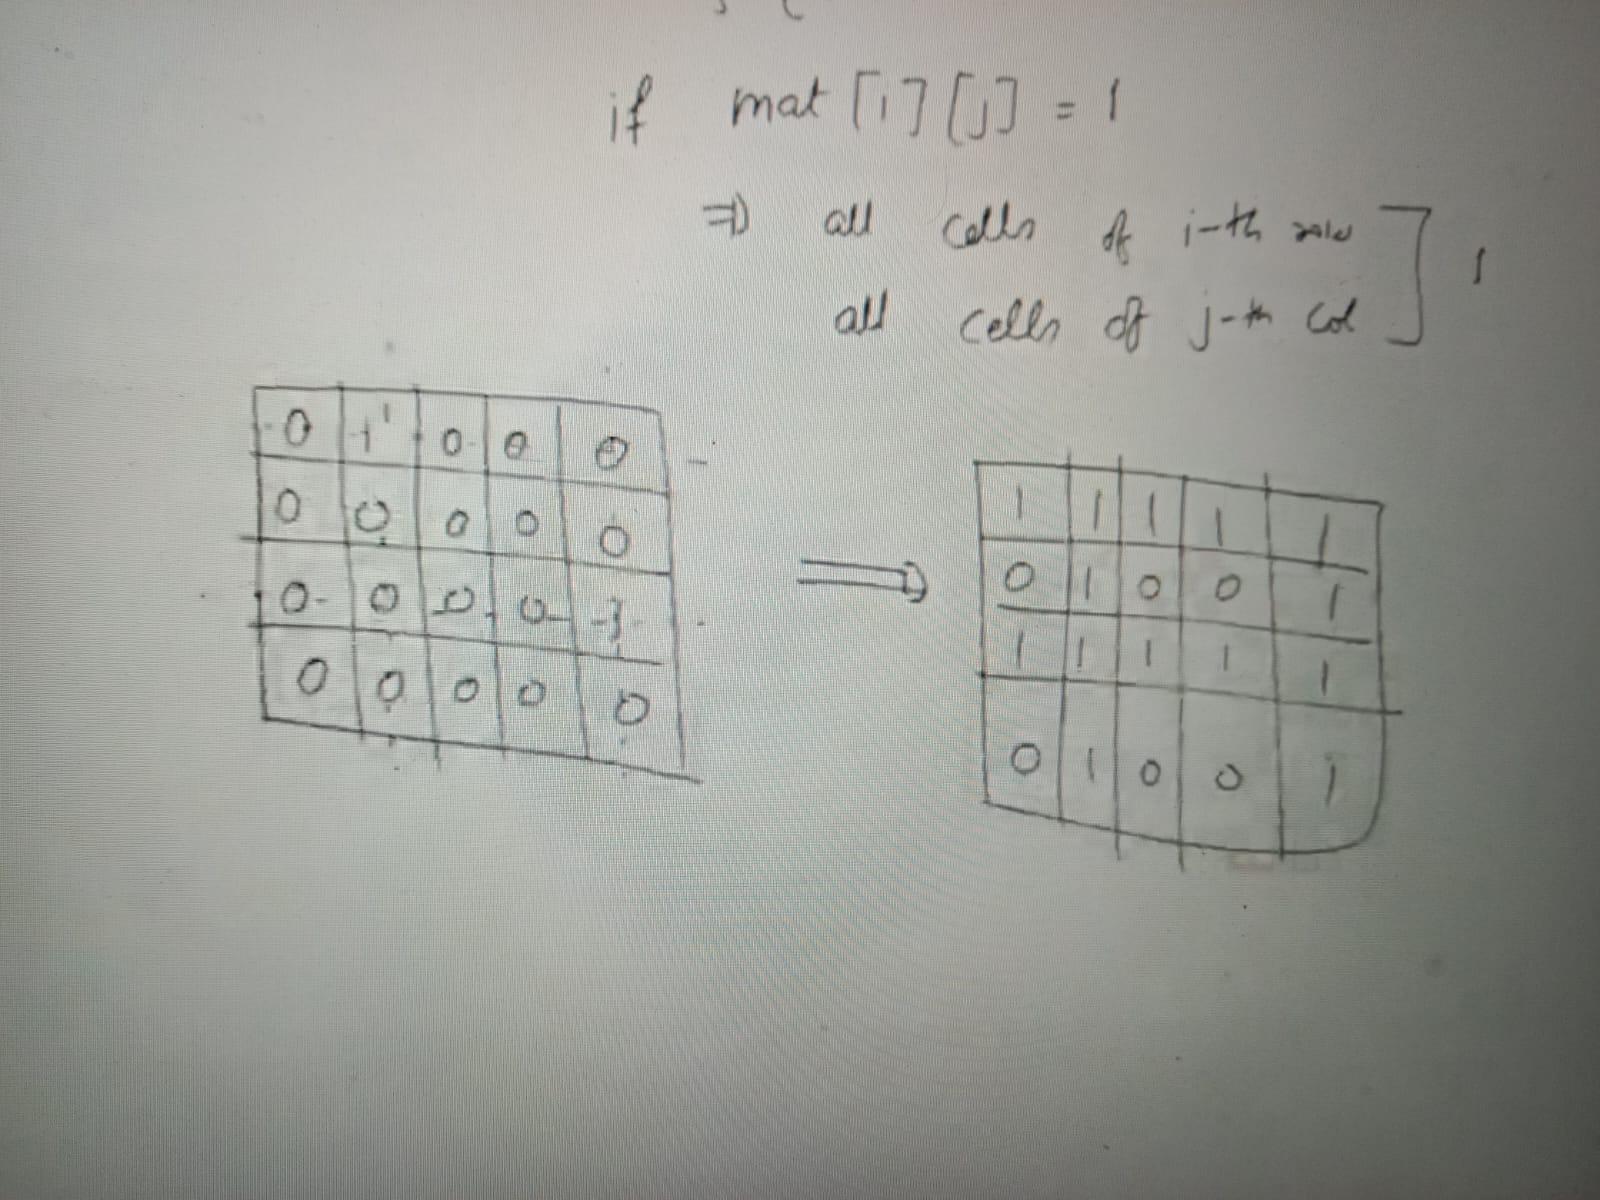 if mat [i] [j] = 1
⇒ all cells of i-th row
all cells of j-th col ] 1
0 1 0 0 0
0 0 0 0 0
0 0 0 0 1
0 0 0 0 0
⇒
1 1 1 1 1
0 1 0 0 1
1 1 1 1 1
0 1 0 0 1